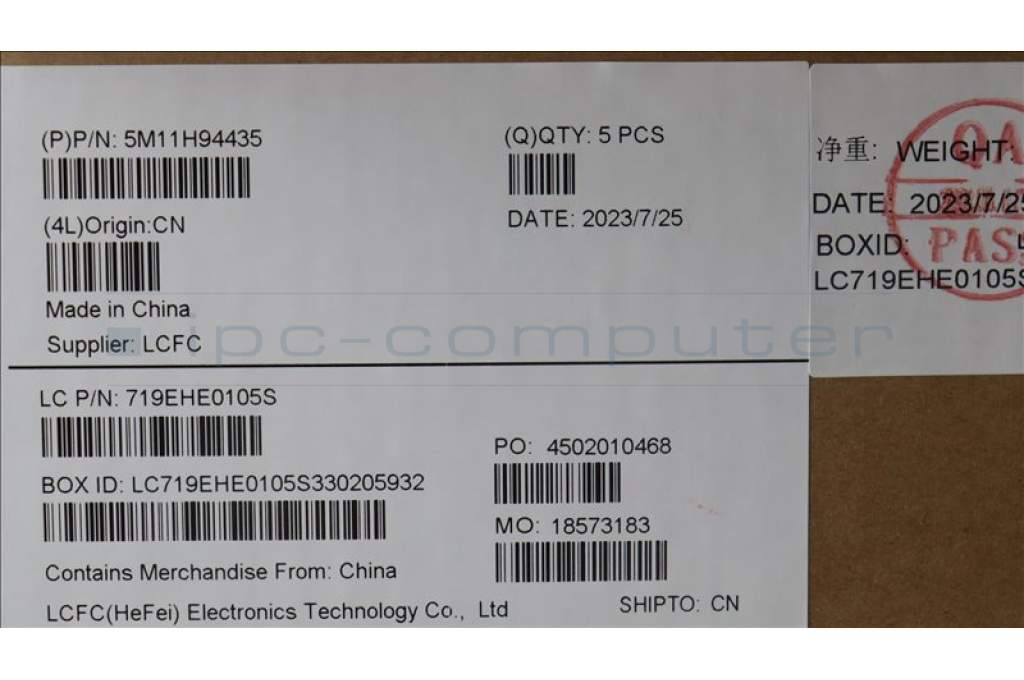 (P)P/N: 5M11H94435
(Q)QTY: 5 PCS
(4L)Origin:CN
DATE: 2023/7/25
Made in China
Supplier: LCFC
ipc-computer
LC P/N: 719EHE0105S
PO: 4502010468
BOX ID: LC719EHE0105S330205932
MO: 18573183
Contains Merchandise From: China
LCFC(HeFei) Electronics Technology Co., Ltd
SHIPTO: CN
净重: WEIGHT:
DATE: 2023/7/25
BOXID:
LC719EHE0105S
QA
PASS